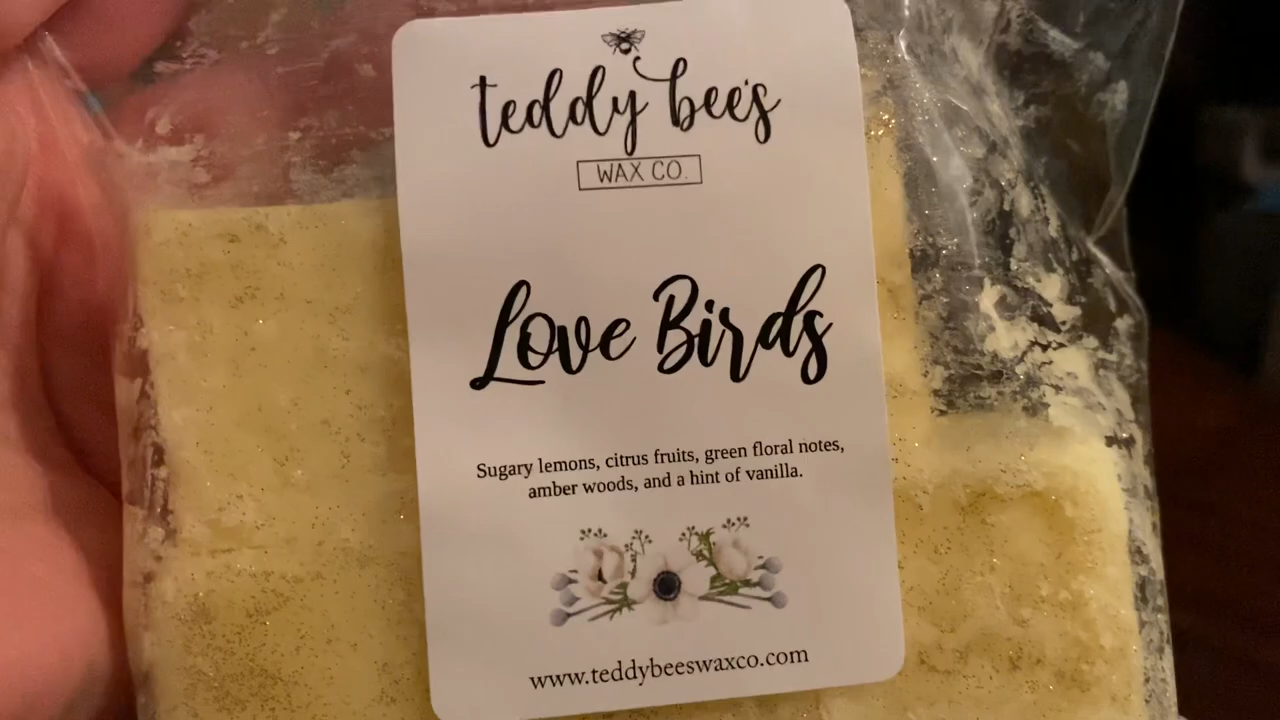 teddy bee's
WAX CO.
Love Birds
Sugary lemons, citrus fruits, green floral notes,
amber woods, and a hint of vanilla.
www.teddybeeswaxco.com